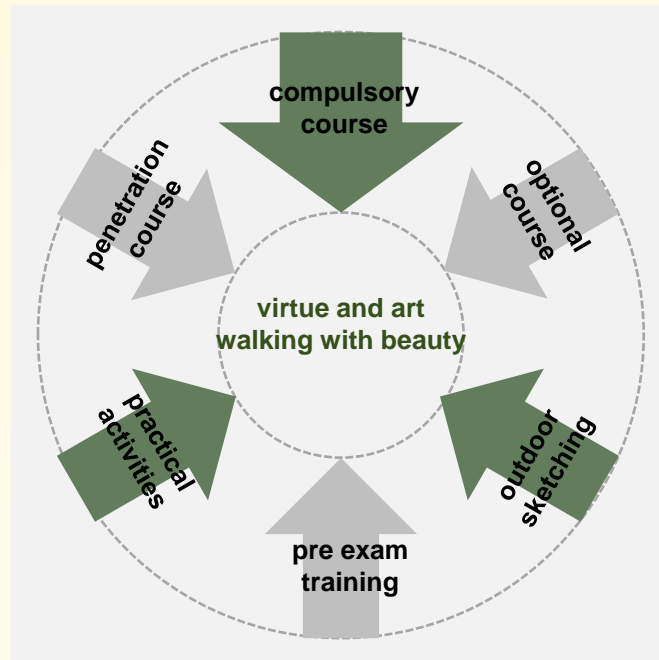 compulsory
course
penetration
course
optional
course
virtue and art
walking with beauty
practical
activities
outdoor
sketching
pre exam
training